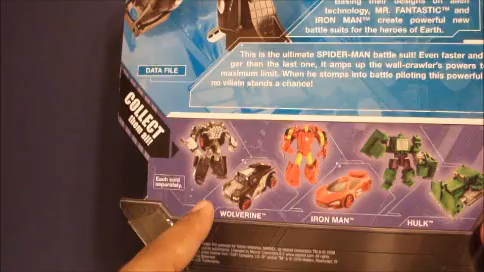 Basing their designs on alien
technology, MR. FANTASTIC™ and
IRON MAN™ create powerful new
battle suits for the heroes of Earth.
This is the ultimate SPIDER-MAN battle suit! Even faster and
ger than the last one, it amps up the wall-crawler's powers t
maximum limit. When he stomps into battle piloting this powerful
no villain stands a chance!
DATA FILE
COLLECT
them all!
Each sold
separately.
WOLVERINE™
IRON MAN™
HULK™